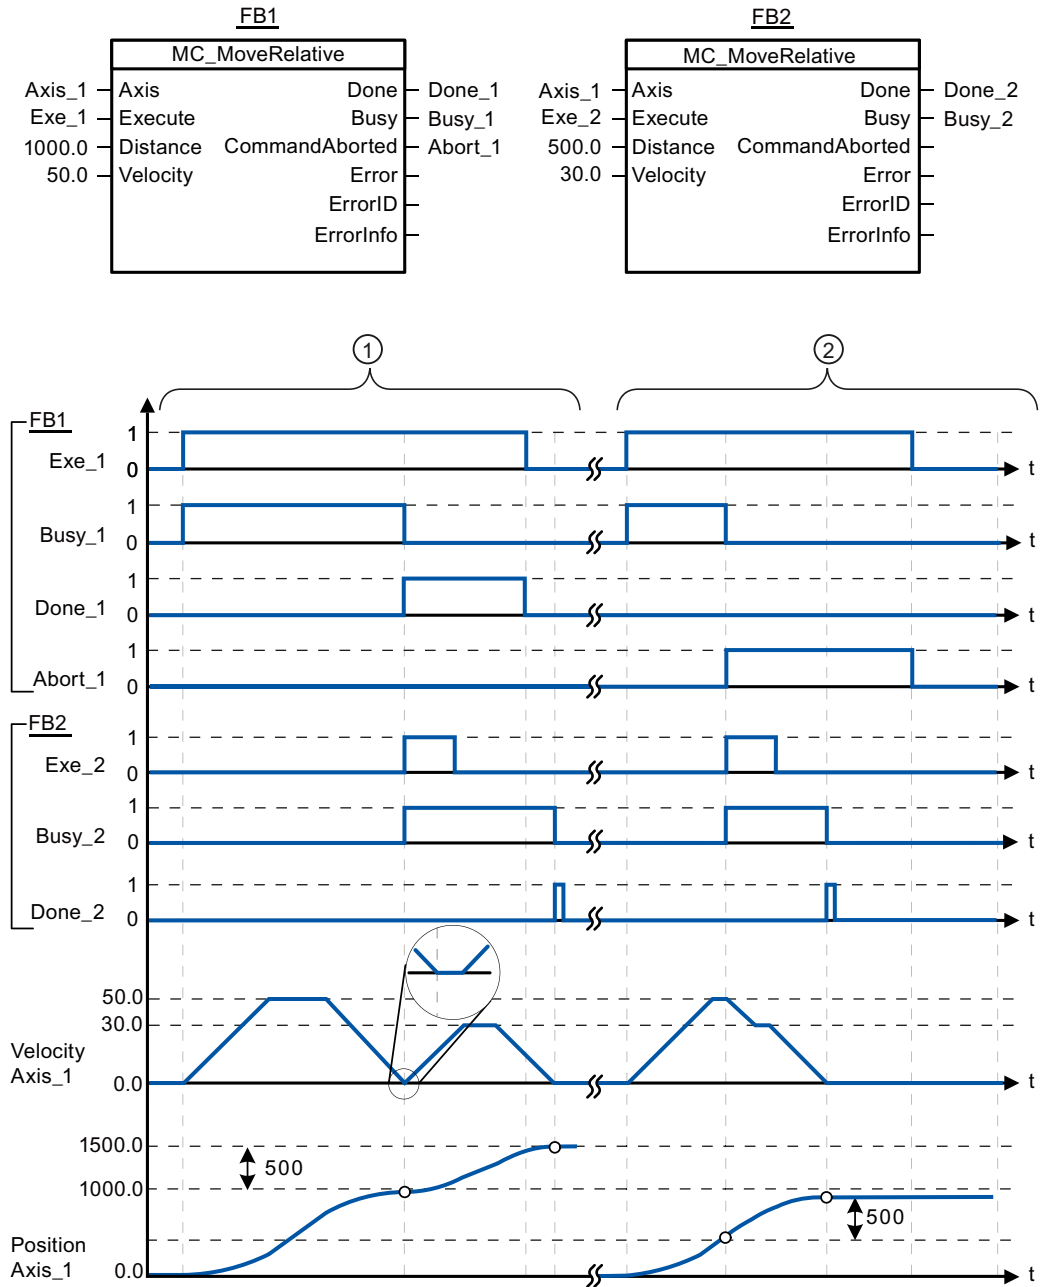 FB1
FB2
MC_MoveRelative
MC_MoveRelative
Axis_1 Axis Done Done_1
Exe_1 Execute Busy Busy_1
1000.0 Distance CommandAborted Abort_1
50.0 Velocity Error
ErrorID
ErrorInfo
Axis_1 Axis Done Done_2
Exe_2 Execute Busy Busy_2
500.0 Distance CommandAborted
30.0 Velocity Error
ErrorID
ErrorInfo
1
2
FB1
1
Exe_1 0 t
1
Busy_1 0 t
1
Done_1 0 t
1
Abort_1 0 t
FB2
1
Exe_2 0 t
1
Busy_2 0 t
1
Done_2 0 t
50.0
30.0
Velocity
Axis_1
0.0 t
1500.0
500
1000.0
500
Position
Axis_1
0.0 t